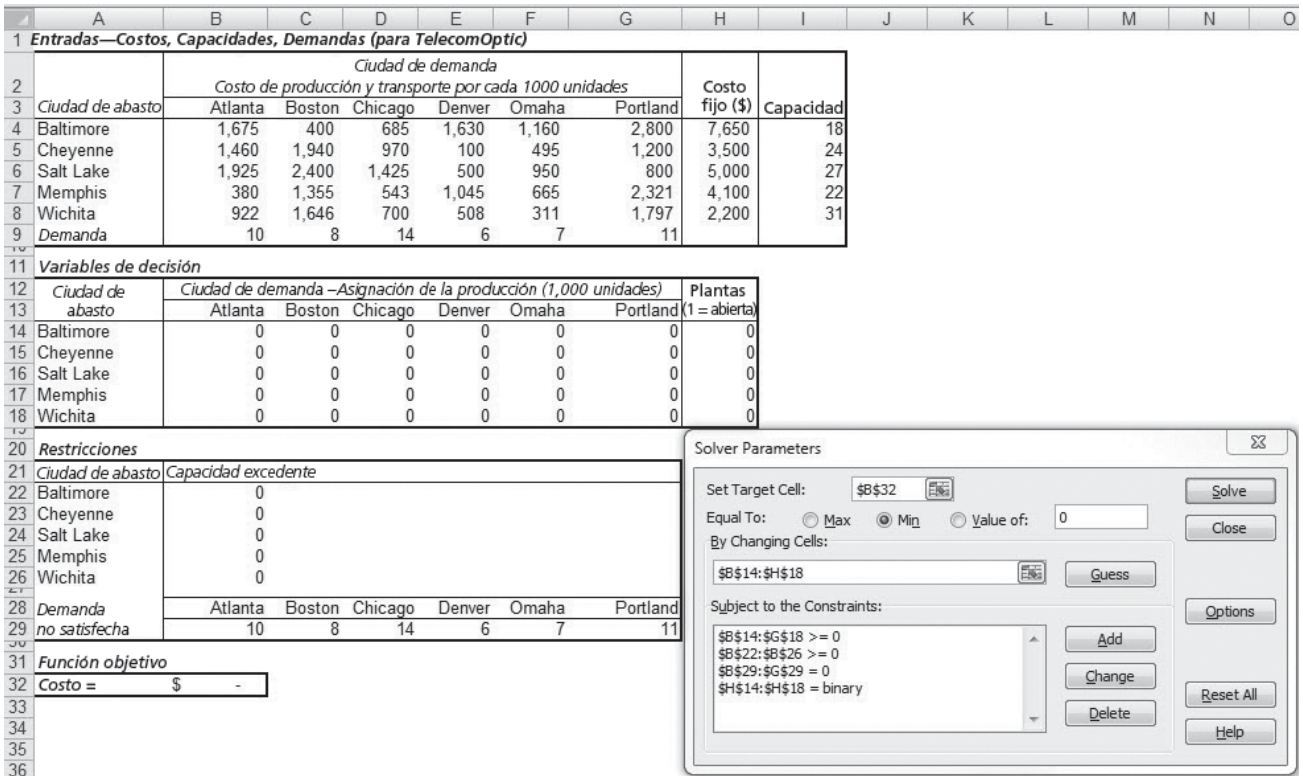 A B C D E F G H I J K L M N O
1 Entradas—Costos, Capacidades, Demandas (para TelecomOptic)
Ciudad de demanda
2 Costo de producción y transporte por cada 1000 unidades Costo
3 Ciudad de abasto Atlanta Boston Chicago Denver Omaha Portland fijo ($) Capacidad
4 Baltimore 1,675 400 685 1,630 1,160 2,800 7,650 18
5 Cheyenne 1,460 1,940 970 100 495 1,200 3,500 24
6 Salt Lake 1,925 2,400 1,425 500 950 800 5,000 27
7 Memphis 380 1,355 543 1,045 665 2,321 4,100 22
8 Wichita 922 1,646 700 508 311 1,797 2,200 31
9 Demanda 10 8 14 6 7 11
11 Variables de decisión
12 Ciudad de Ciudad de demanda –Asignación de la producción (1,000 unidades) Plantas
13 abasto Atlanta Boston Chicago Denver Omaha Portland (1 = abierta)
14 Baltimore 0 0 0 0 0 0 0
15 Cheyenne 0 0 0 0 0 0 0
16 Salt Lake 0 0 0 0 0 0 0
17 Memphis 0 0 0 0 0 0 0
18 Wichita 0 0 0 0 0 0 0
20 Restricciones
21 Ciudad de abasto Capacidad excedente
22 Baltimore 0
23 Cheyenne 0
24 Salt Lake 0
25 Memphis 0
26 Wichita 0
28 Demanda Atlanta Boston Chicago Denver Omaha Portland
29 no satisfecha 10 8 14 6 7 11
31 Función objetivo
32 Costo = $ -
33
34
35
36
Solver Parameters
Set Target Cell: $B$32 Solve
Equal To: Max Min Value of: 0 Close
By Changing Cells:
$B$14:$H$18 Guess
Subject to the Constraints: Options
$B$14:$G$18 >= 0 Add
$B$22:$B$26 >= 0
$B$29:$G$29 = 0 Change
$H$14:$H$18 = binary
Reset All
Delete
Help